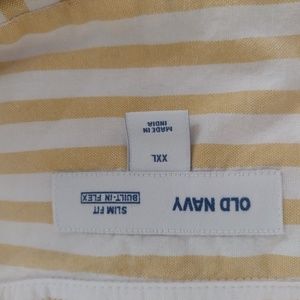 OLD NAVY
SLIM FIT
BUILT-IN FLEX
XXL
MADE IN
INDIA